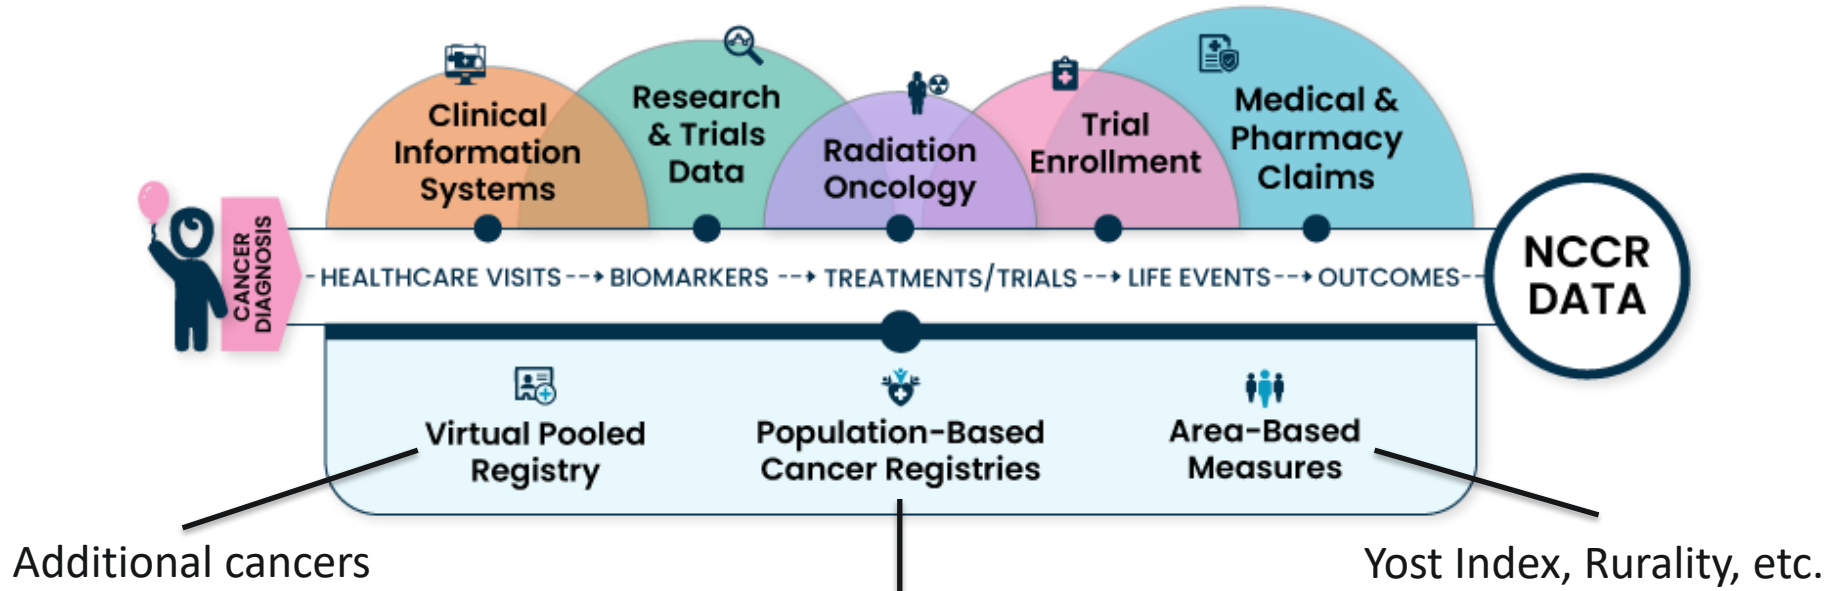 Clinical
Information
Systems
Research
& Trials
Data
Radiation
Oncology
Trial
Enrollment
Medical &
Pharmacy
Claims
CANCER
DIAGNOSIS
HEALTHCARE VISITS
BIOMARKERS
TREATMENTS/TRIALS
LIFE EVENTS
OUTCOMES
NCCR
DATA
Virtual Pooled
Registry
Population-Based
Cancer Registries
Area-Based
Measures
Additional cancers
Yost Index, Rurality, etc.